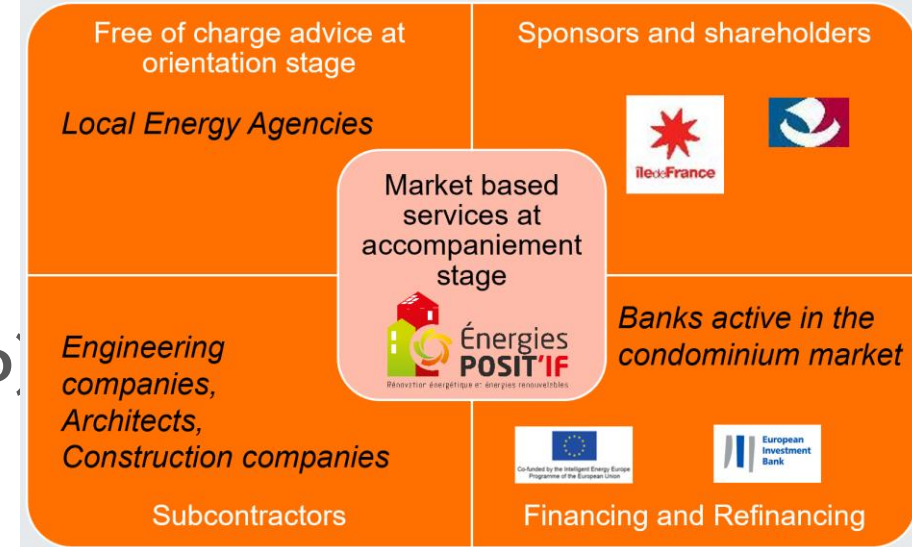 Free of charge advice at
orientation stage
Local Energy Agencies
Sponsors and shareholders
îledeFrance
Market based
services at
accompaniement
stage
Énergies
POSIT'IF
Rénovation énergétique et énergies renouvelables
Engineering
companies,
Architects,
Construction companies
Subcontractors
Banks active in the
condominium market
Co-funded by the Intelligent Energy Europe
Programme of the European Union
European
Investment
Bank
Financing and Refinancing